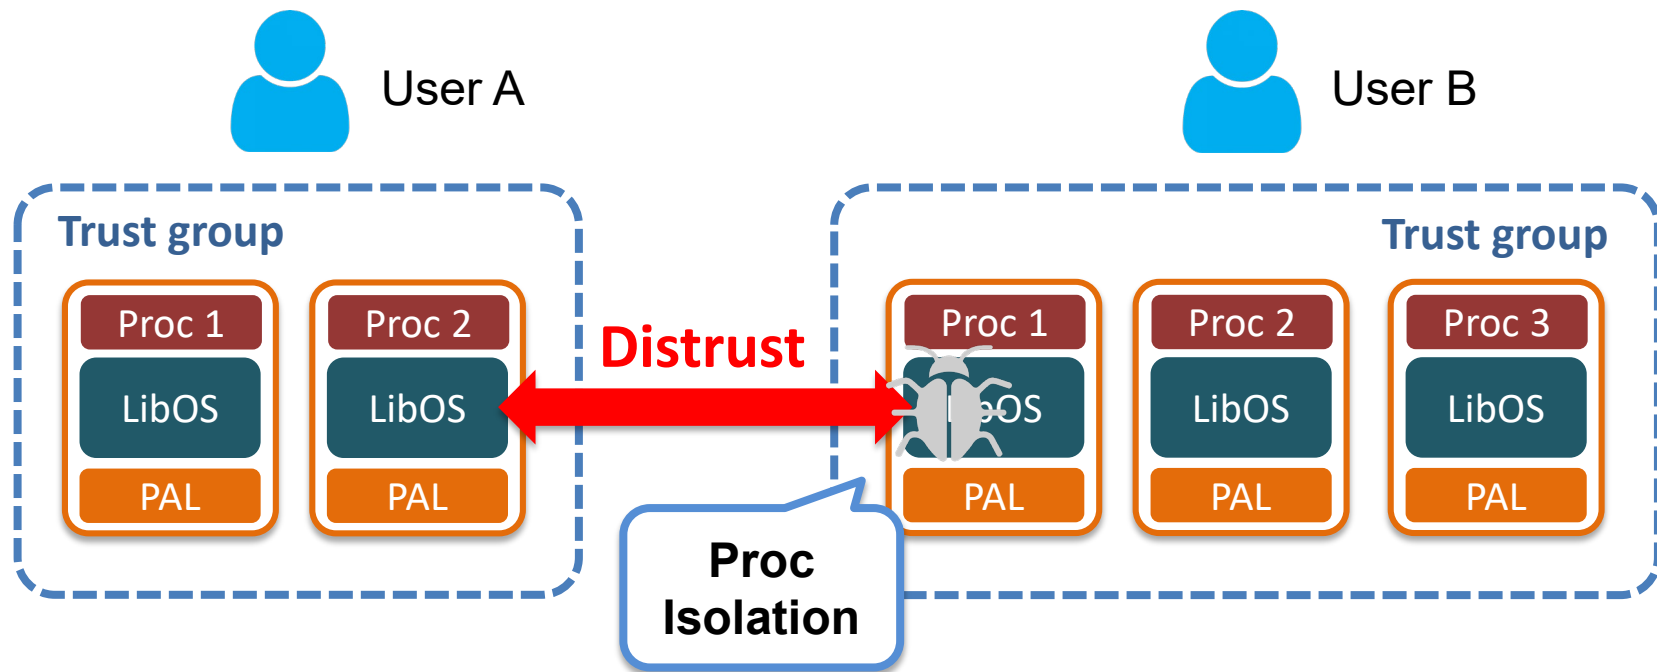 User A
User B
Trust group
Trust group
Proc 1
Proc 2
Distrust
Proc 1
Proc 2
Proc 3
LibOS
LibOS
LibOS
LibOS
LibOS
PAL
PAL
PAL
PAL
PAL
Proc
Isolation